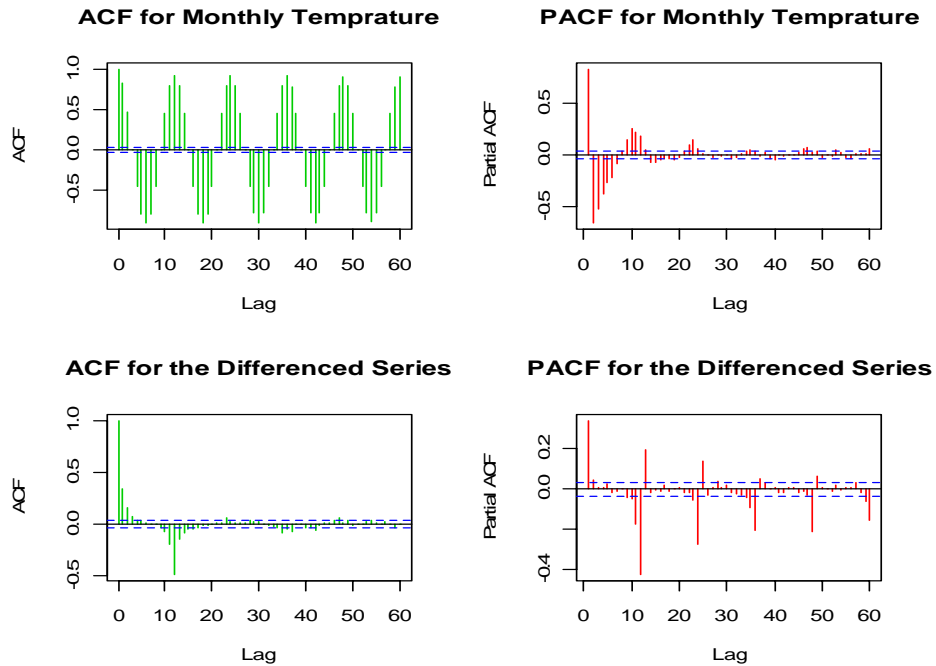 ACF for Monthly Temprature
PACF for Monthly Temprature
ACF
1.0
0.5
0.0
-0.5
0 10 20 30 40 50 60
Lag
Partial ACF
0.5
0.0
-0.5
0 10 20 30 40 50 60
Lag
ACF for the Differenced Series
PACF for the Differenced Series
ACF
1.0
0.5
0.0
-0.5
0 10 20 30 40 50 60
Lag
Partial ACF
0.2
0.0
-0.4
0 10 20 30 40 50 60
Lag